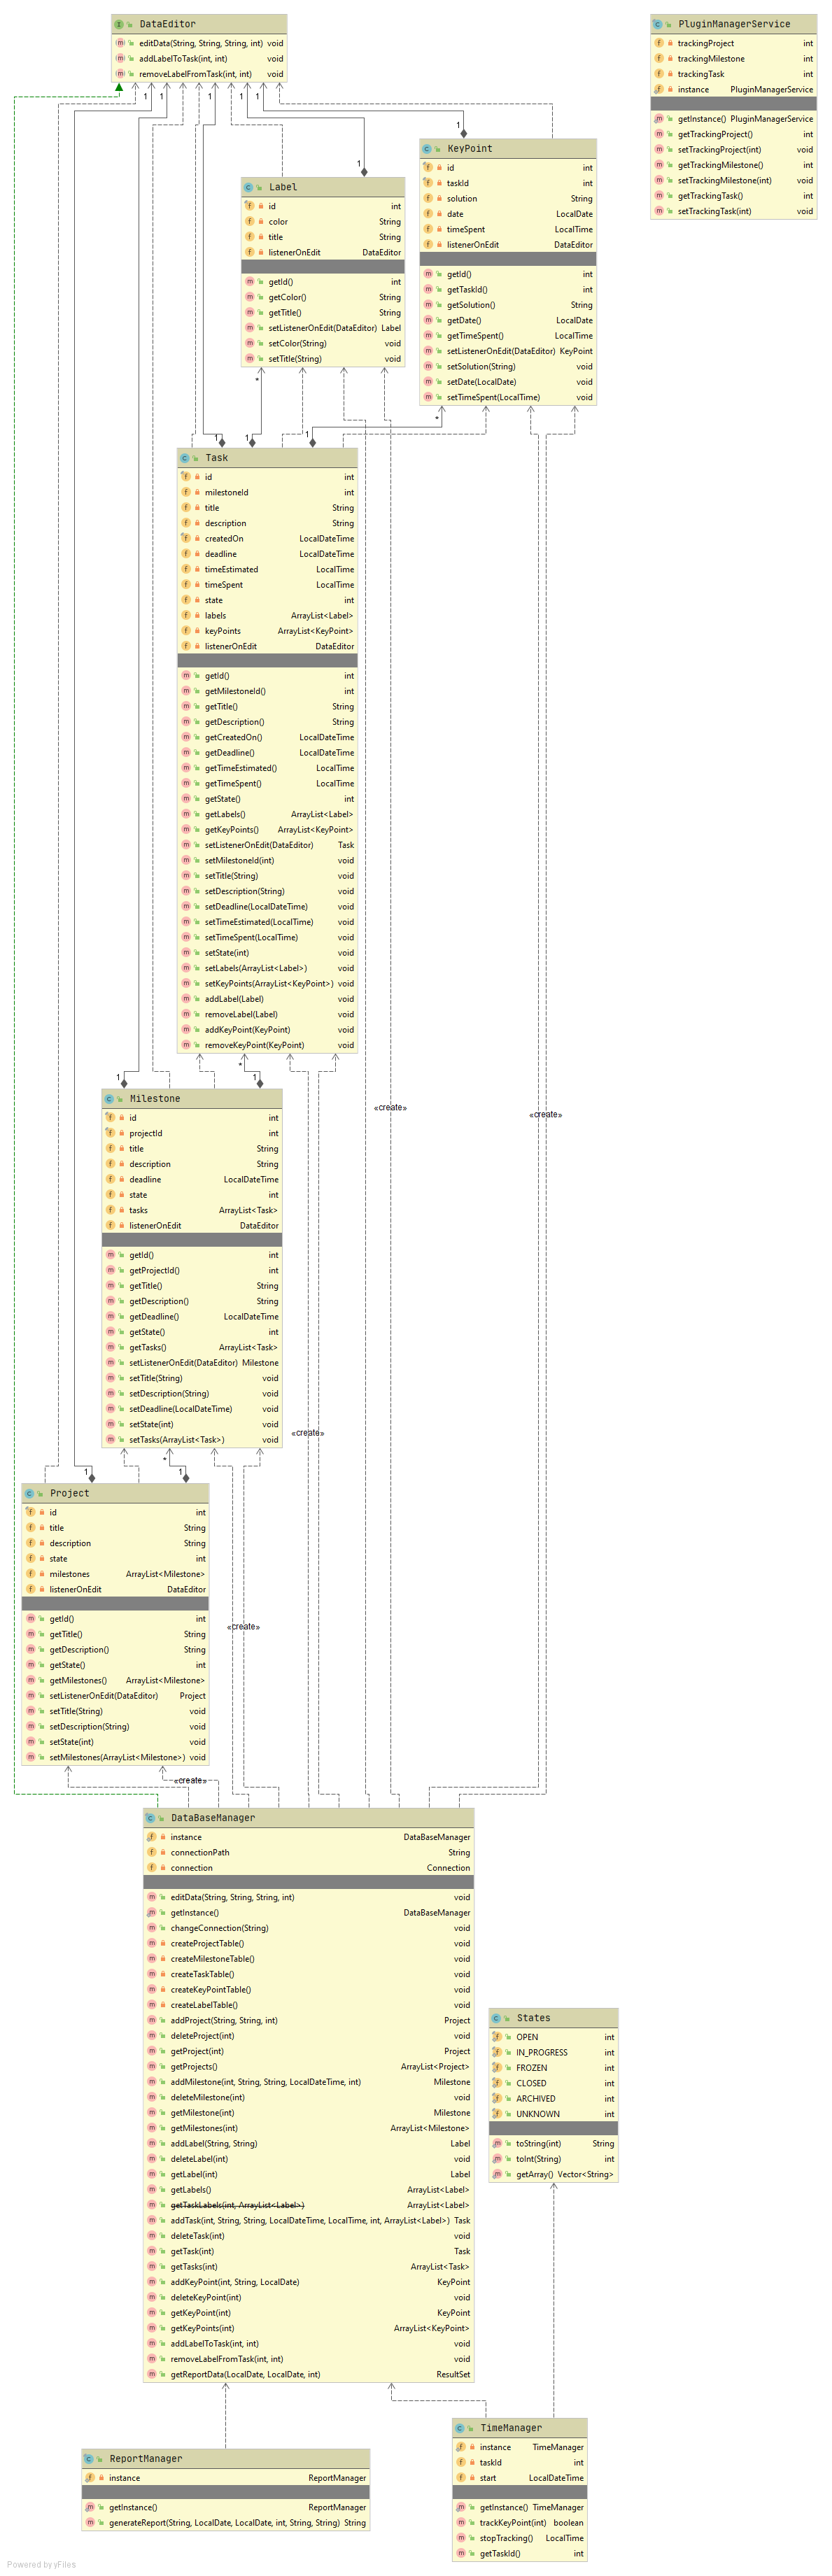 DataEditor
editData(String, String, String, int) void
addLabelToTask(int, int) void
removeLabelFromTask(int, int) void
PluginManagerService
trackingProject int
trackingMilestone int
trackingTask int
instance PluginManagerService
getInstance() PluginManagerService
getTrackingProject() int
setTrackingProject(int) void
getTrackingMilestone() int
setTrackingMilestone(int) void
getTrackingTask() int
setTrackingTask(int) void
1 1 1 1 1 1
KeyPoint
id int
taskId int
solution String
date LocalDate
timeSpent LocalTime
listenerOnEdit DataEditor
getId() int
getTaskId() int
getSolution() String
getDate() LocalDate
getTimeSpent() LocalTime
setListenerOnEdit(DataEditor) KeyPoint
setSolution(String) void
setDate(LocalDate) void
setTimeSpent(LocalTime) void
1
Label
id int
color String
title String
listenerOnEdit DataEditor
getId() int
getColor() String
getTitle() String
setListenerOnEdit(DataEditor) Label
setColor(String) void
setTitle(String) void
* *
1 1 1
Task
id int
milestoneId int
title String
description String
createdOn LocalDateTime
deadline LocalDateTime
timeEstimated LocalTime
timeSpent LocalTime
state int
labels ArrayList<Label>
keyPoints ArrayList<KeyPoint>
listenerOnEdit DataEditor
getId() int
getMilestoneId() int
getTitle() String
getDescription() String
getCreatedOn() LocalDateTime
getDeadline() LocalDateTime
getTimeEstimated() LocalTime
getTimeSpent() LocalTime
getState() int
getLabels() ArrayList<Label>
getKeyPoints() ArrayList<KeyPoint>
setListenerOnEdit(DataEditor) Task
setMilestoneId(int) void
setTitle(String) void
setDescription(String) void
setDeadline(LocalDateTime) void
setTimeEstimated(LocalTime) void
setTimeSpent(LocalTime) void
setState(int) void
setLabels(ArrayList<Label>) void
setKeyPoints(ArrayList<KeyPoint>) void
addLabel(Label) void
removeLabel(Label) void
addKeyPoint(KeyPoint) void
removeKeyPoint(KeyPoint) void
*
1 1
«create» «create»
Milestone
id int
projectId int
title String
description String
deadline LocalDateTime
state int
tasks ArrayList<Task>
listenerOnEdit DataEditor
getId() int
getProjectId() int
getTitle() String
getDescription() String
getDeadline() LocalDateTime
getState() int
getTasks() ArrayList<Task>
setListenerOnEdit(DataEditor) Milestone
setTitle(String) void
setDescription(String) void
setDeadline(LocalDateTime) void
setState(int) void
setTasks(ArrayList<Task>) void
«create»
*
1 1
Project
id int
title String
description String
state int
milestones ArrayList<Milestone>
listenerOnEdit DataEditor
getId() int
getTitle() String
getDescription() String
getState() int
getMilestones() ArrayList<Milestone>
setListenerOnEdit(DataEditor) Project
setTitle(String) void
setDescription(String) void
setState(int) void
setMilestones(ArrayList<Milestone>) void
«create»
«create»
DataBaseManager
instance DataBaseManager
connectionPath String
connection Connection
editData(String, String, String, int) void
getInstance() DataBaseManager
changeConnection(String) void
createProjectTable() void
createMilestoneTable() void
createTaskTable() void
createKeyPointTable() void
createLabelTable() void
addProject(String, String, int) Project
deleteProject(int) void
getProject(int) Project
getProjects() ArrayList<Project>
addMilestone(int, String, String, LocalDateTime, int) Milestone
deleteMilestone(int) void
getMilestone(int) Milestone
getMilestones(int) ArrayList<Milestone>
addLabel(String, String) Label
deleteLabel(int) void
getLabel(int) Label
getLabels() ArrayList<Label>
getTaskLabels(int, ArrayList<Label>) ArrayList<Label>
addTask(int, String, String, LocalDateTime, LocalTime, int, ArrayList<Label>) Task
deleteTask(int) void
getTask(int) Task
getTasks(int) ArrayList<Task>
addKeyPoint(int, String, LocalDate) KeyPoint
deleteKeyPoint(int) void
getKeyPoint(int) KeyPoint
getKeyPoints(int) ArrayList<KeyPoint>
addLabelToTask(int, int) void
removeLabelFromTask(int, int) void
getReportData(LocalDate, LocalDate, int) ResultSet
States
OPEN int
IN_PROGRESS int
FROZEN int
CLOSED int
ARCHIVED int
UNKNOWN int
toString(int) String
toInt(String) int
getArray() Vector<String>
ReportManager
instance ReportManager
getInstance() ReportManager
generateReport(String, LocalDate, LocalDate, int, String, String) String
TimeManager
instance TimeManager
taskId int
start LocalDateTime
getInstance() TimeManager
trackKeyPoint(int) boolean
stopTracking() LocalTime
getTaskId() int
Powered by yFiles